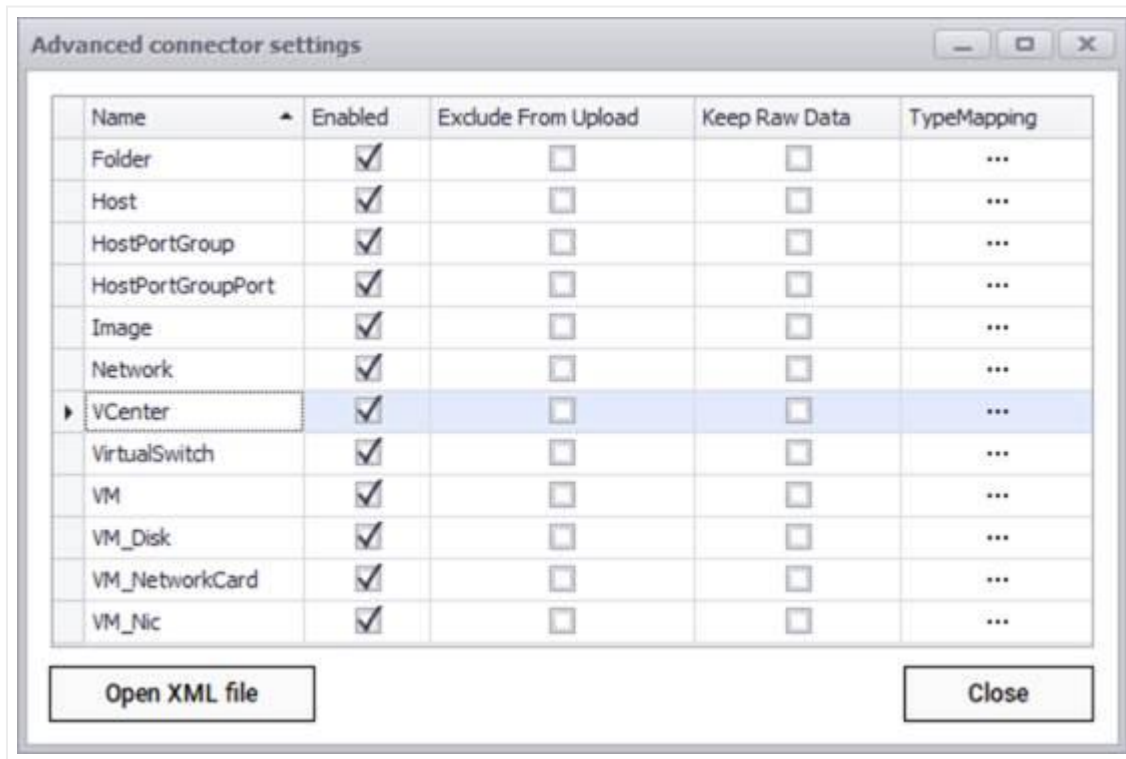 Advanced connector settings
Name Enabled Exclude From Upload Keep Raw Data TypeMapping
Folder ...
Host ...
HostPortGroup ...
HostPortGroupPort ...
Image ...
Network ...
VCenter ...
VirtualSwitch ...
VM ...
VM_Disk ...
VM_NetworkCard ...
VM_Nic ...
Open XML file Close